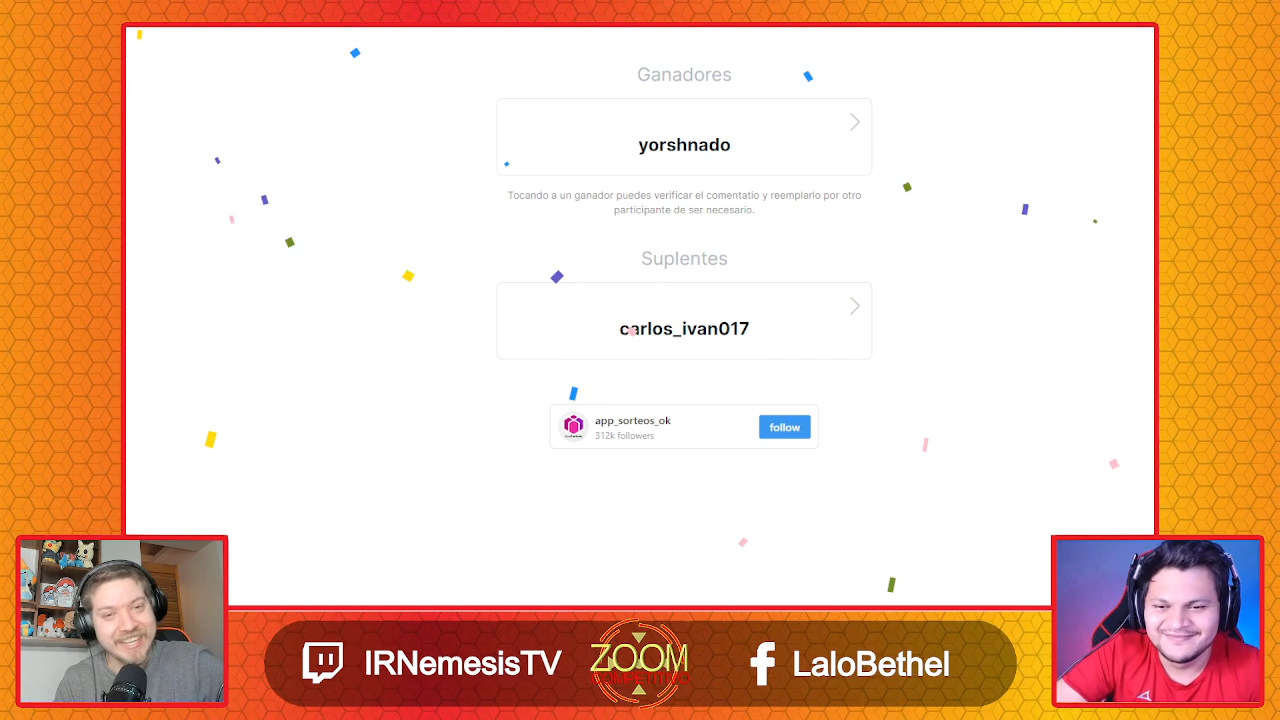 Ganadores
yorshnado
Tocando a un ganador puedes verificar el comentatio y reemplarlo por otro
participante de ser necesario.
Suplentes
carlos_ivan017
app_sorteos_ok
312k followers
follow
IRNemesisTV
ZOOM
COMPETITIVO
LaloBethel